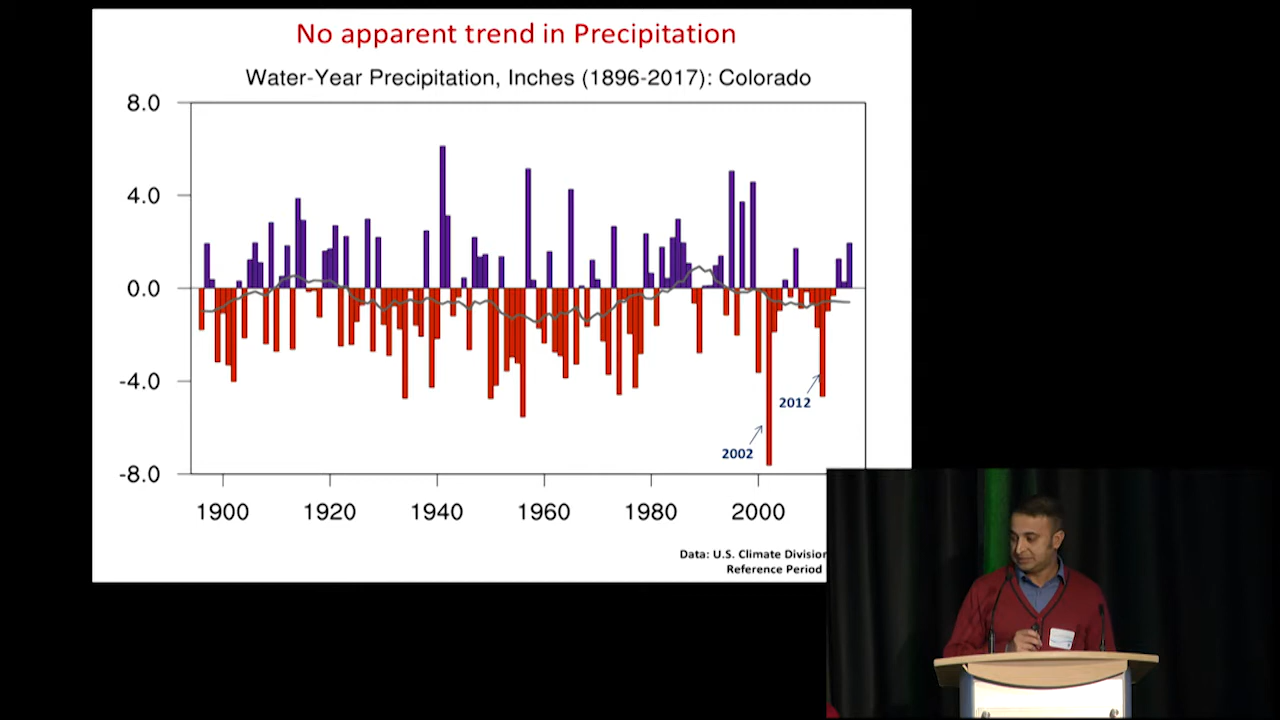 No apparent trend in Precipitation
Water-Year Precipitation, Inches (1896-2017): Colorado
8.0
4.0
0.0
-4.0
-8.0
2012
2002
1900 1920 1940 1960 1980 2000
Data: U.S. Climate Division
Reference Period